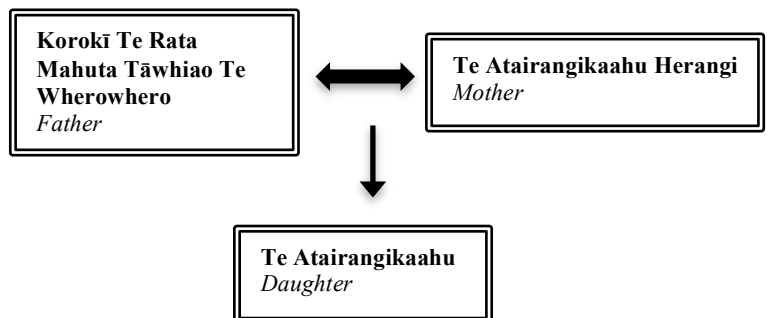 Korokī Te Rata
Mahuta Tāwhiao Te
Wherowhero
Father
Te Atairangikaahu Herangi
Mother
Te Atairangikaahu
Daughter